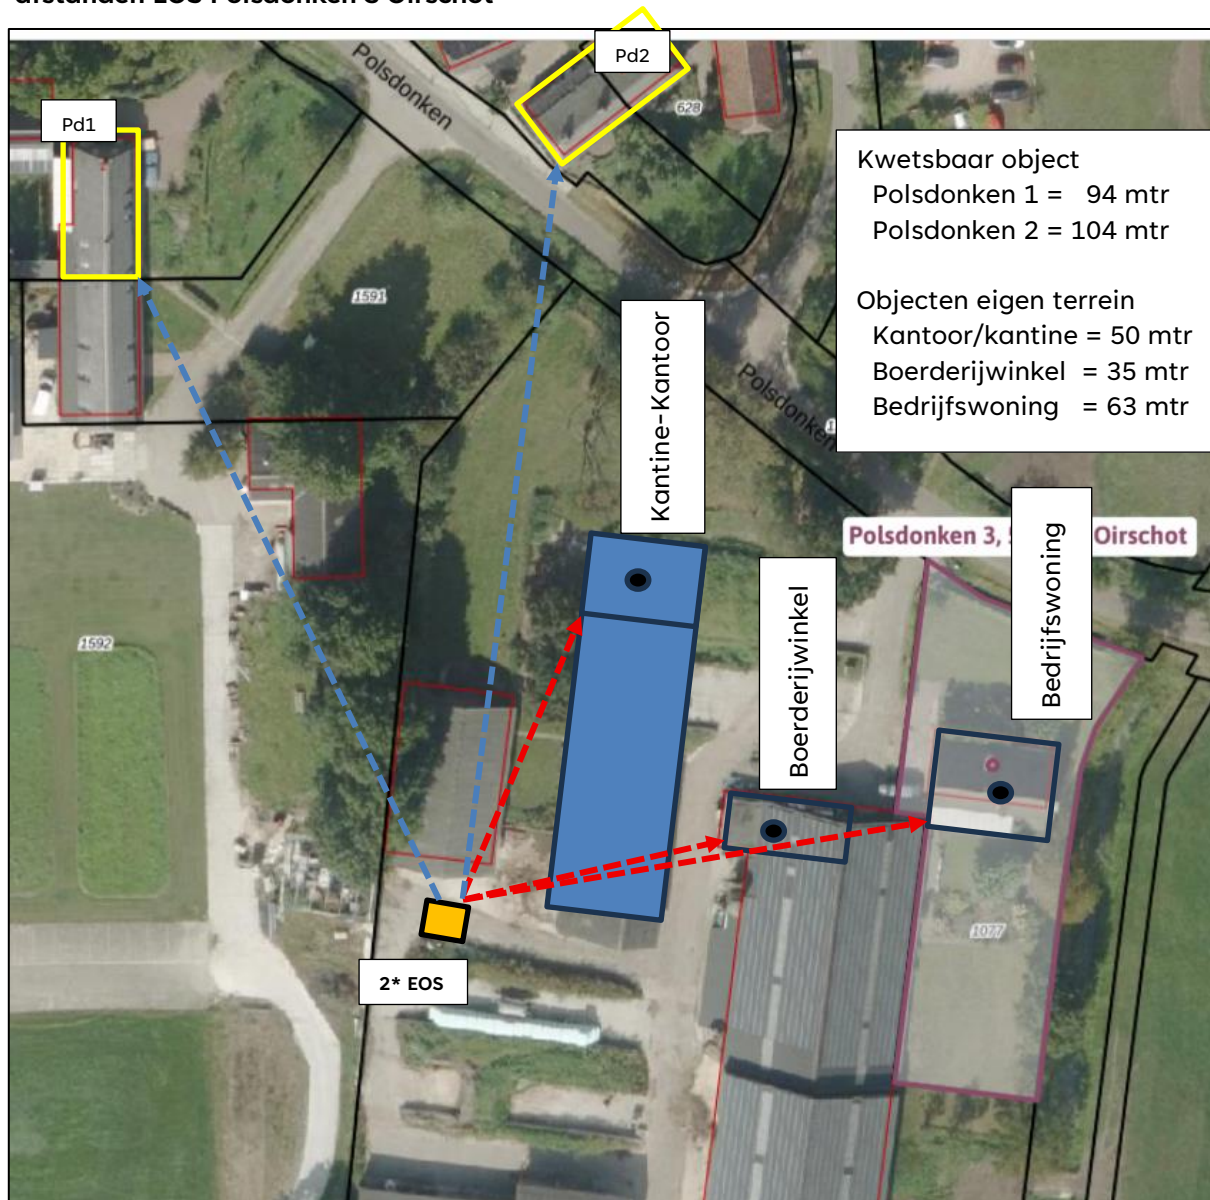 Polsdonken
Pd2
628
Pd1
Kwetsbaar object
Polsdonken 1 = 94 mtr
Polsdonken 2 = 104 mtr
Objecten eigen terrein
Kantoor/kantine = 50 mtr
Boerderijwinkel = 35 mtr
Bedrijfswoning = 63 mtr
1591
Kantine-Kantoor
Polsdonken
Polsdonken 3, Oirschot
Bedrijfswoning
Boerderijwinkel
1592
1077
2* EOS